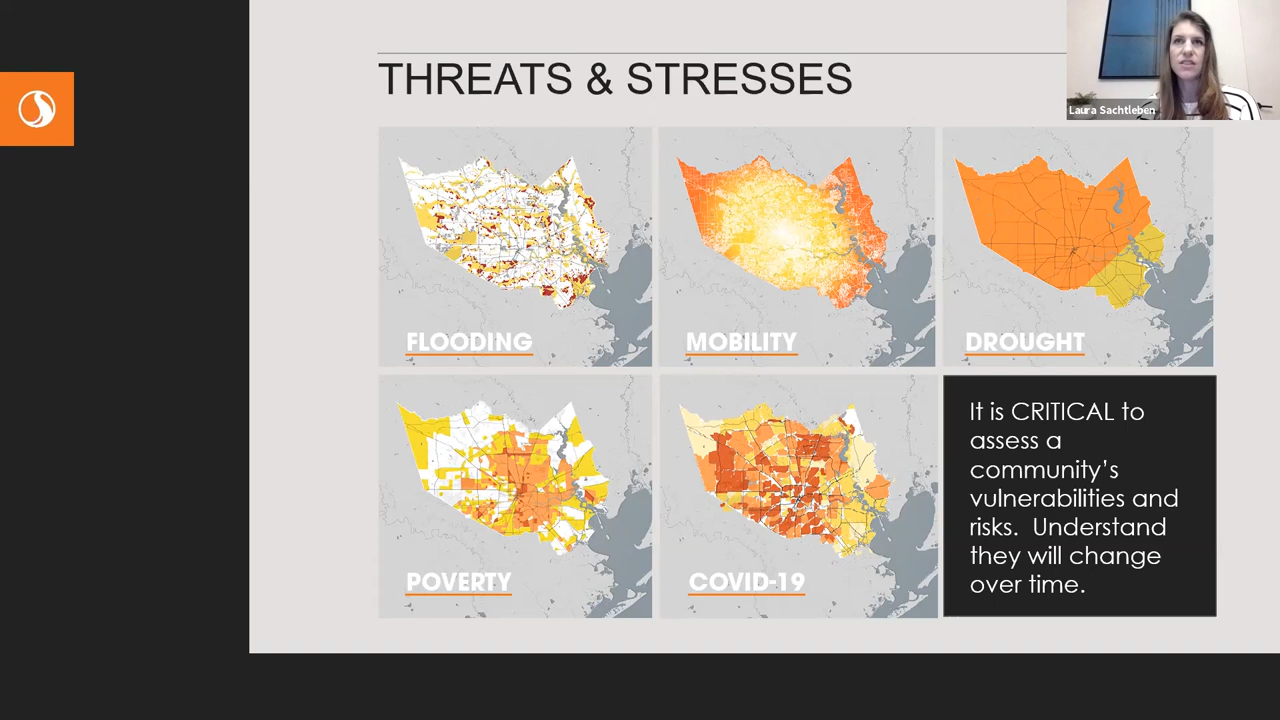 Laura Sachtleben
THREATS & STRESSES
FLOODING
MOBILITY
DROUGHT
POVERTY
COVID-19
It is CRITICAL to
assess a
community’s
vulnerabilities and
risks.  Understand
they will change
over time.